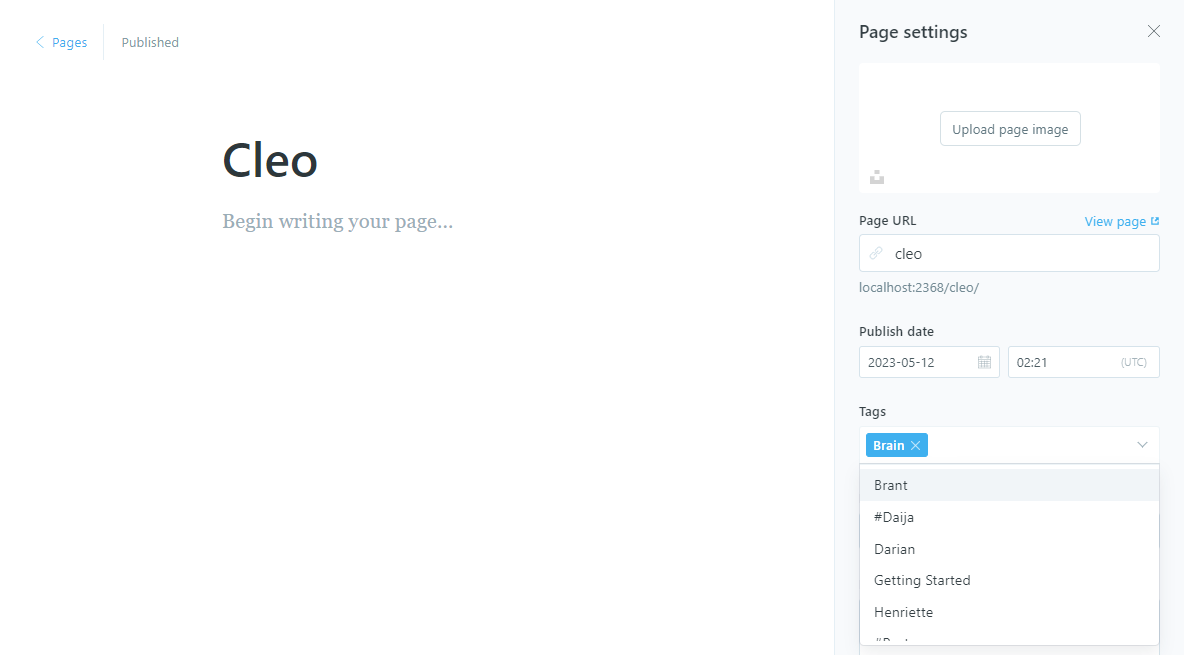 Pages
Published
Cleo
Begin writing your page...
Page settings
Upload page image
Page URL
View page
cleo
localhost:2368/cleo/
Publish date
2023-05-12
02:21
(UTC)
Tags
Brain
Brant
#Daija
Darian
Getting Started
Henriette